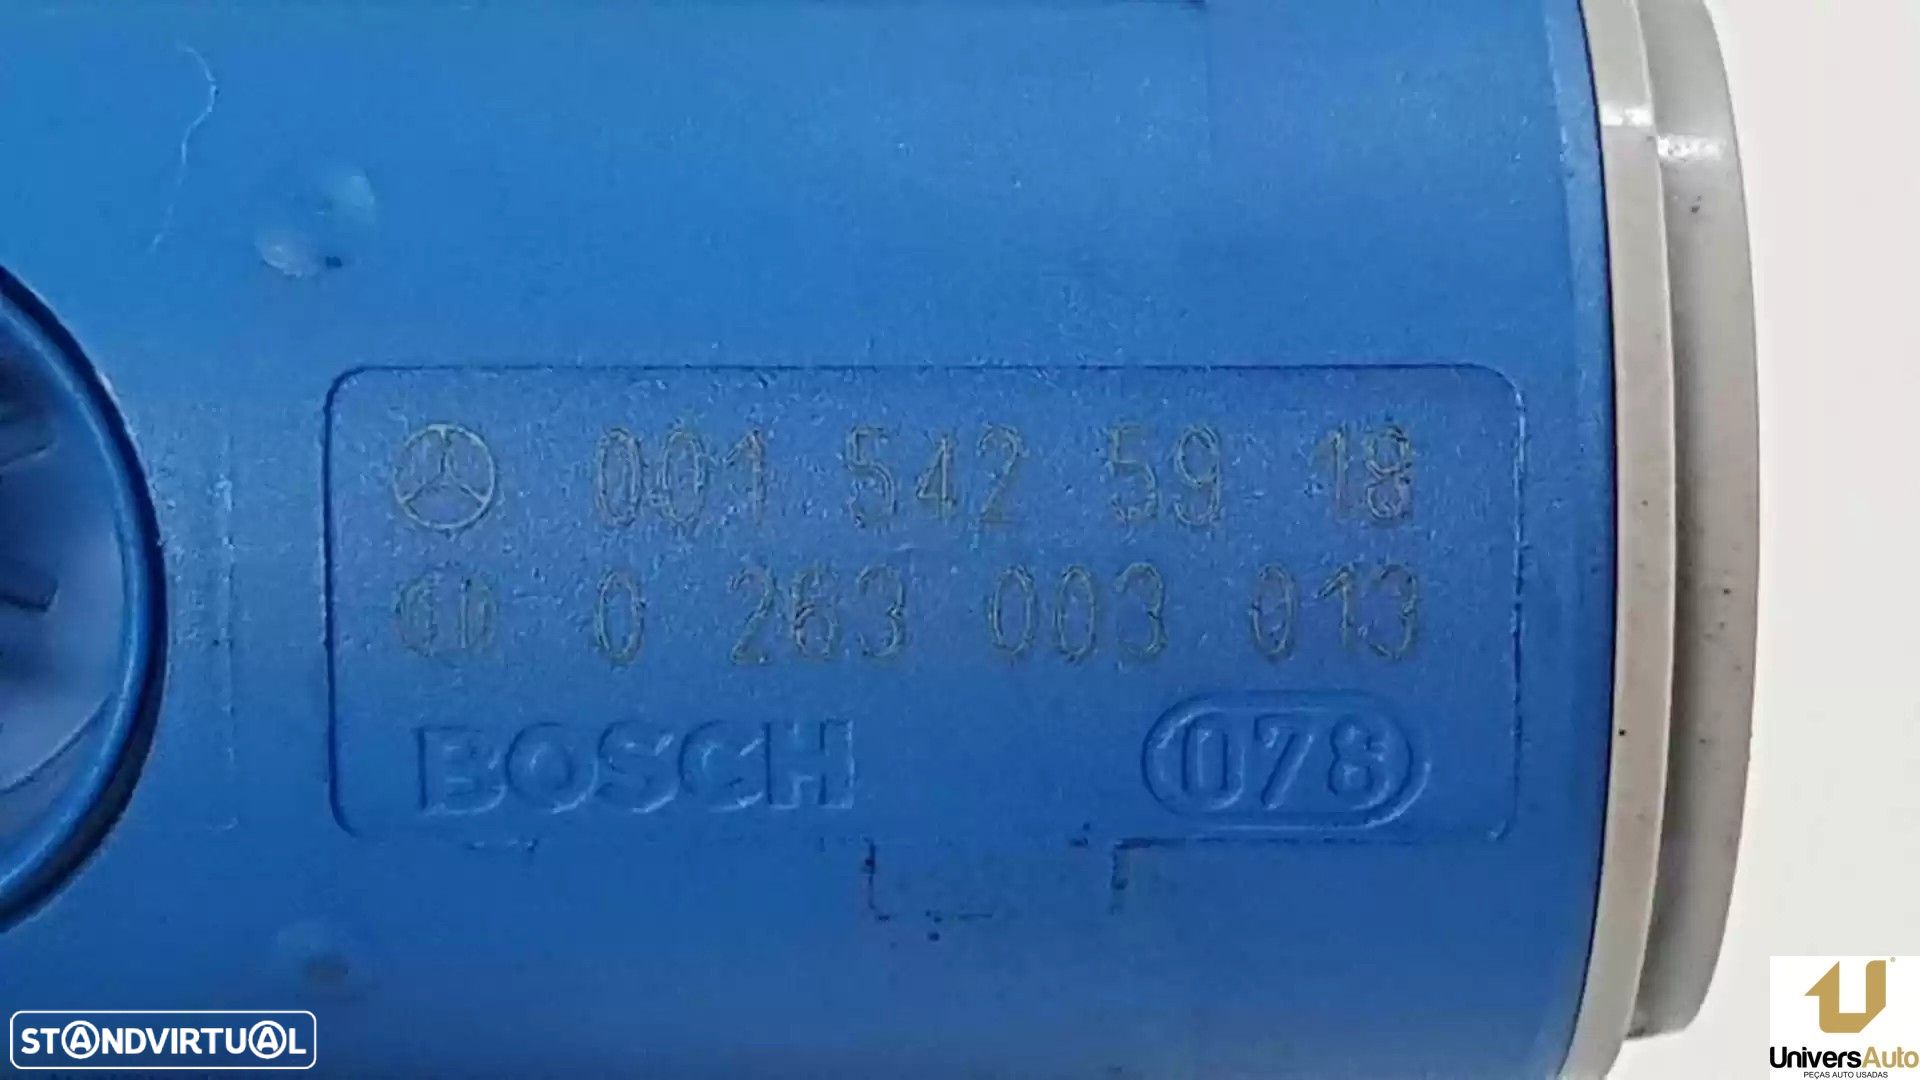 001 542 59 18
0 263 003 013
BOSCH 078
STANDVIRTUAL
UniversAuto
PEÇAS AUTO USADAS